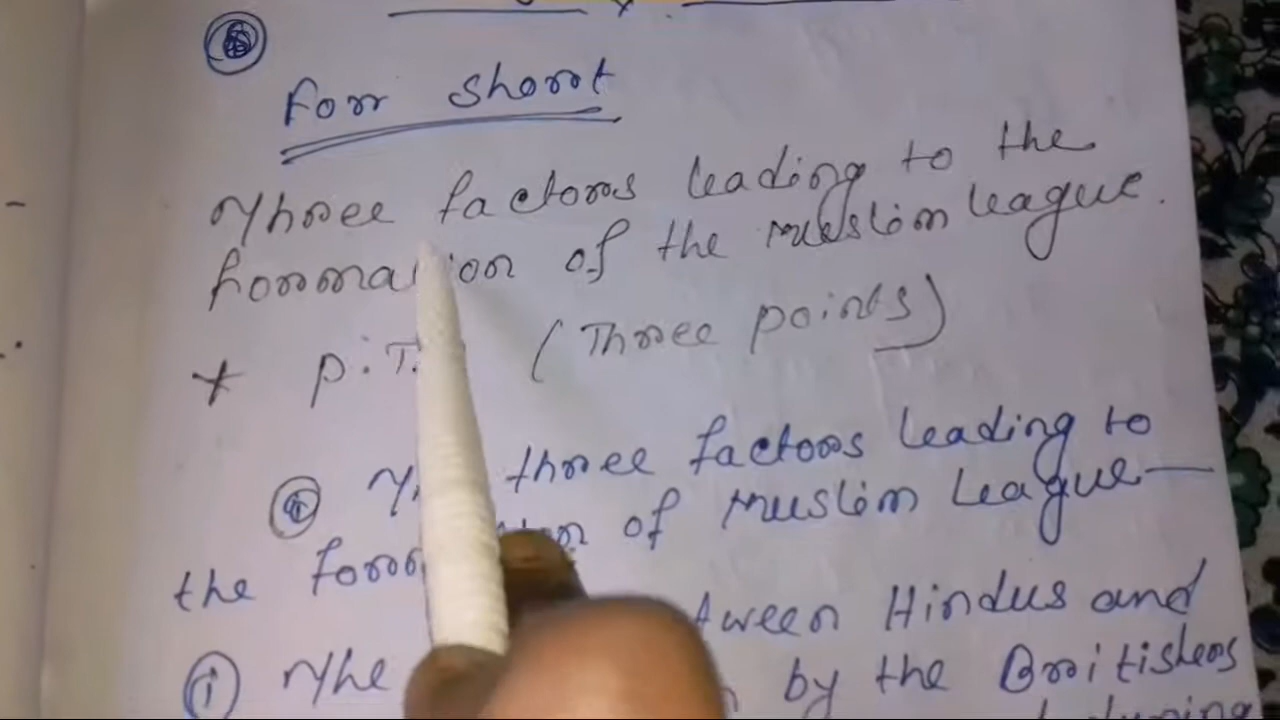 For short
Three factors leading to the
formation of the Muslim League.
* P.T. (Three points)
three factors leading to
the of Muslim League—
Hindus and
(i) The by the Britishers